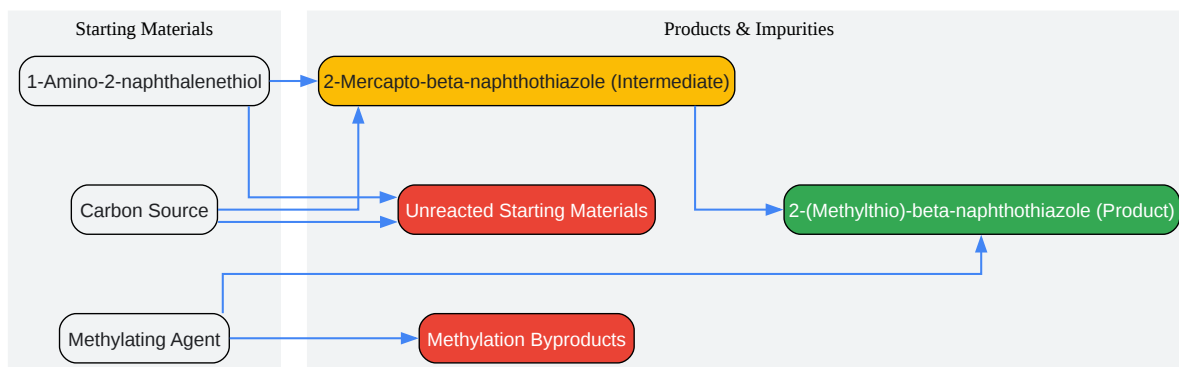 Starting Materials
Products & Impurities
1-Amino-2-naphthalenethiol
2-Mercapto-beta-naphthothiazole (Intermediate)
Carbon Source
Unreacted Starting Materials
2-(Methylthio)-beta-naphthothiazole (Product)
Methylating Agent
Methylation Byproducts